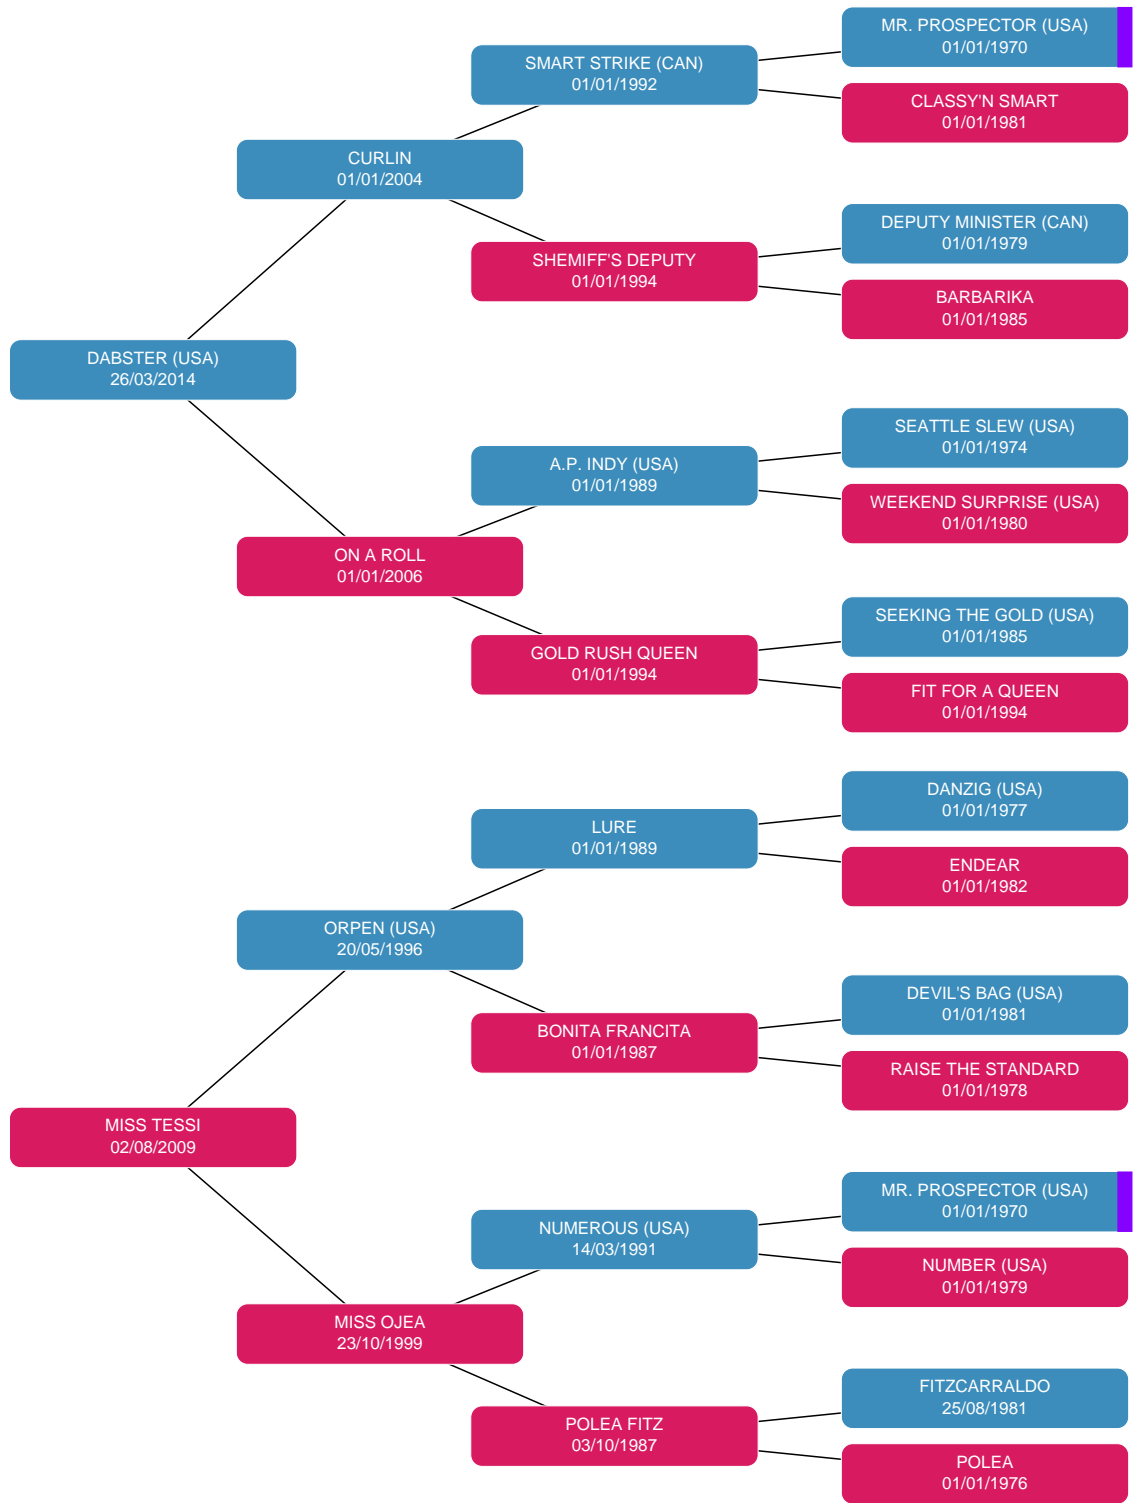 MR. PROSPECTOR (USA)
01/01/1970
SMART STRIKE (CAN)
01/01/1992
CLASSY'N SMART
01/01/1981
CURLIN
01/01/2004
DEPUTY MINISTER (CAN)
01/01/1979
SHEMIFF'S DEPUTY
01/01/1994
BARBARIKA
01/01/1985
DABSTER (USA)
26/03/2014
SEATTLE SLEW (USA)
01/01/1974
A.P. INDY (USA)
01/01/1989
WEEKEND SURPRISE (USA)
01/01/1980
ON A ROLL
01/01/2006
SEEKING THE GOLD (USA)
01/01/1985
GOLD RUSH QUEEN
01/01/1994
FIT FOR A QUEEN
01/01/1994
DANZIG (USA)
01/01/1977
LURE
01/01/1989
ENDEAR
01/01/1982
ORPEN (USA)
20/05/1996
DEVIL'S BAG (USA)
01/01/1981
BONITA FRANCITA
01/01/1987
RAISE THE STANDARD
01/01/1978
MISS TESSI
02/08/2009
MR. PROSPECTOR (USA)
01/01/1970
NUMEROUS (USA)
14/03/1991
NUMBER (USA)
01/01/1979
MISS OJEA
23/10/1999
FITZCARRALDO
25/08/1981
POLEA FITZ
03/10/1987
POLEA
01/01/1976